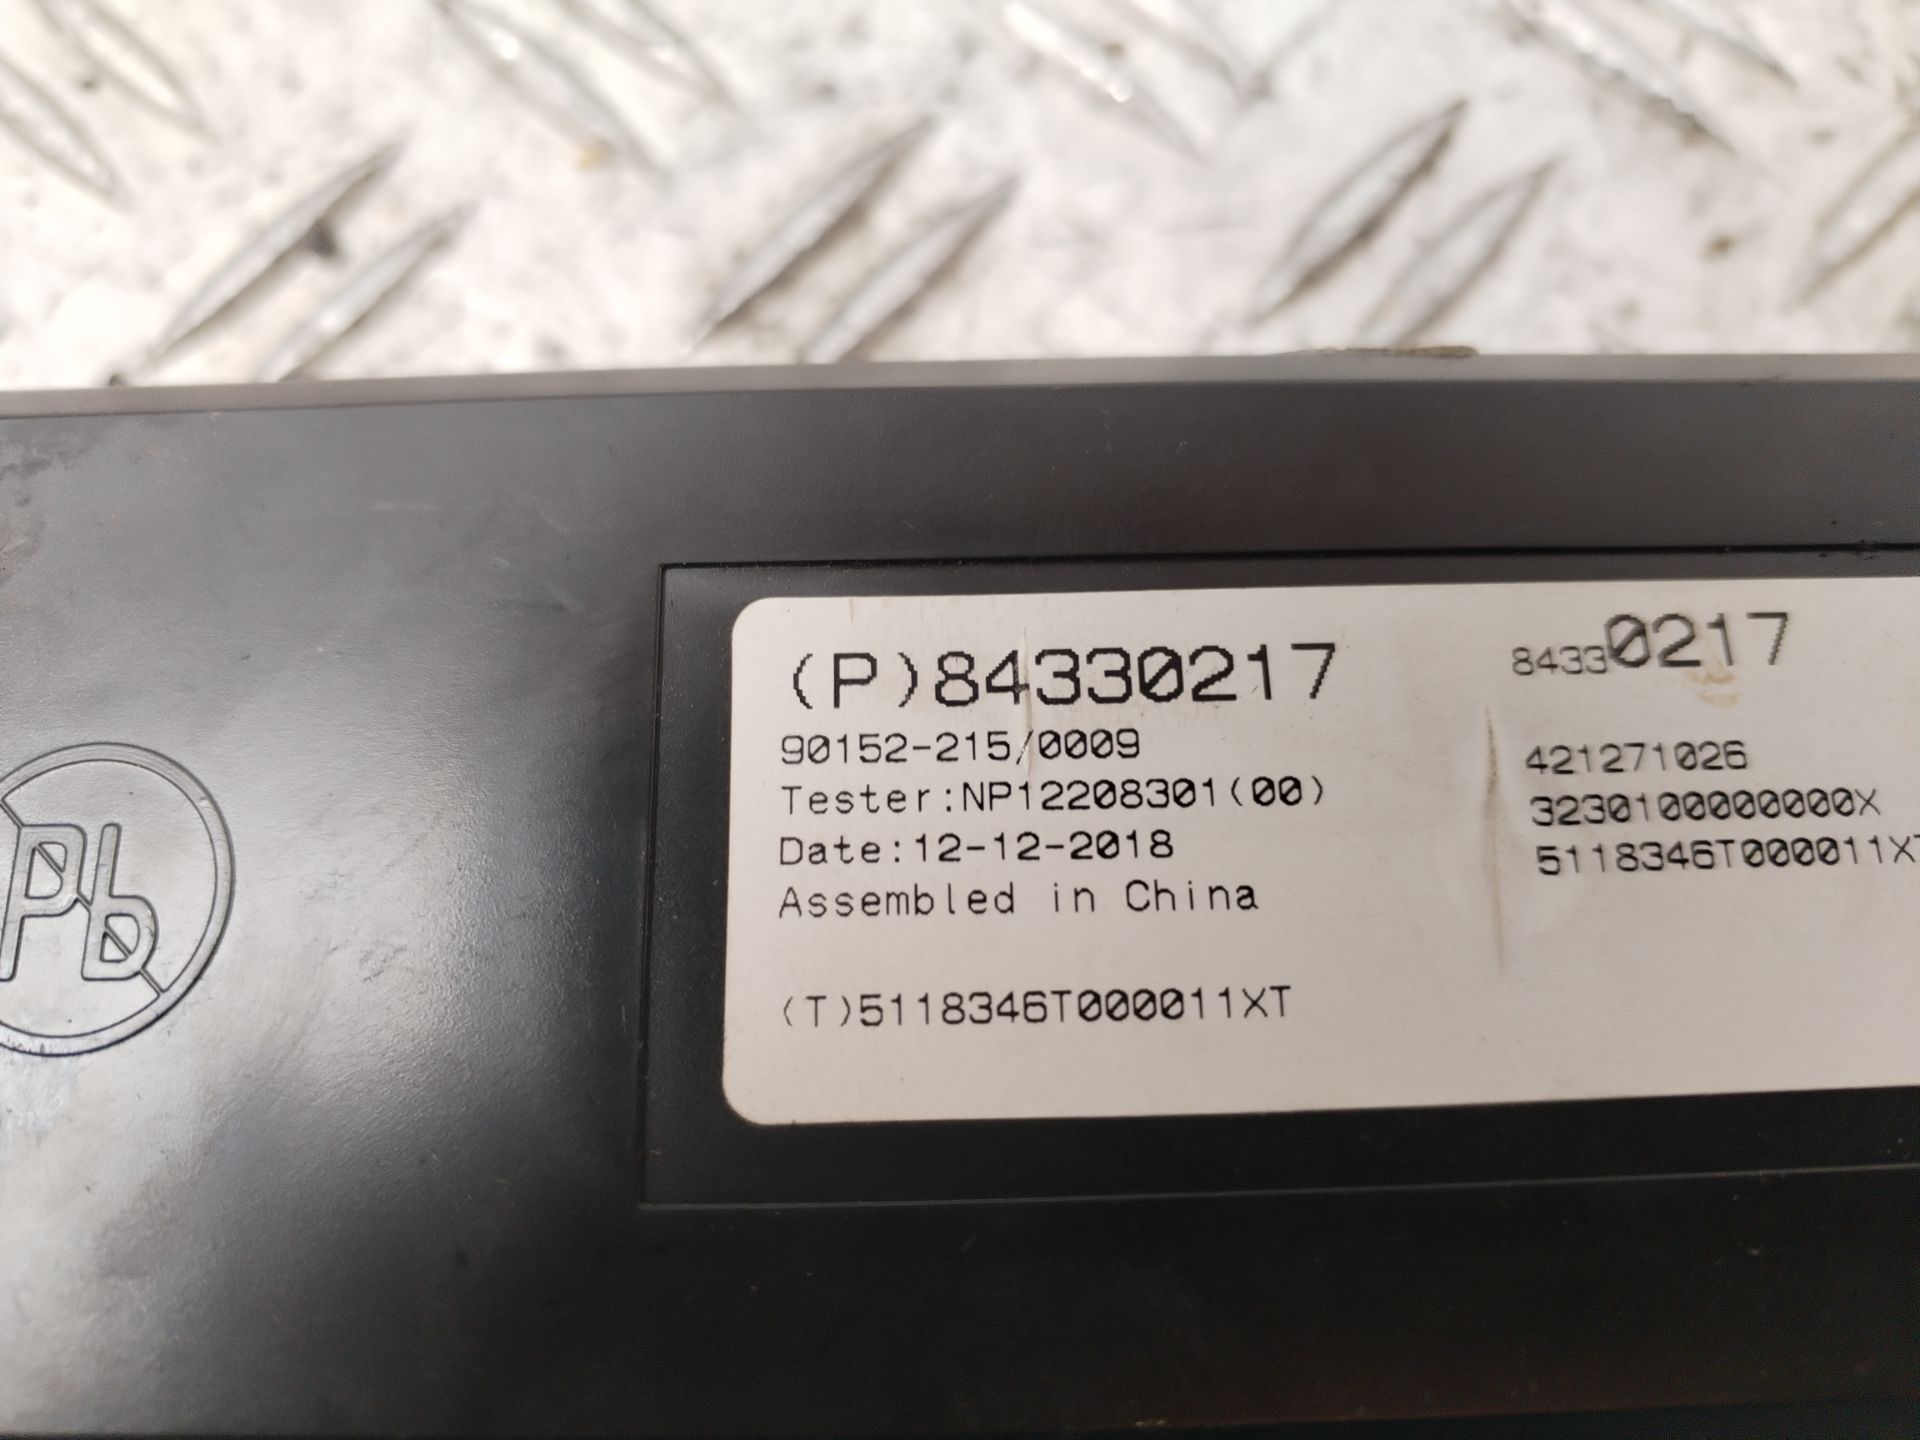 Pb
(P)84330217
90152-215/0009
Tester:NP12208301(00)
Date:12-12-2018
Assembled in China
(T)5118346T000011XT
84330217
421271026
3230100000000X
5118346T000011XT